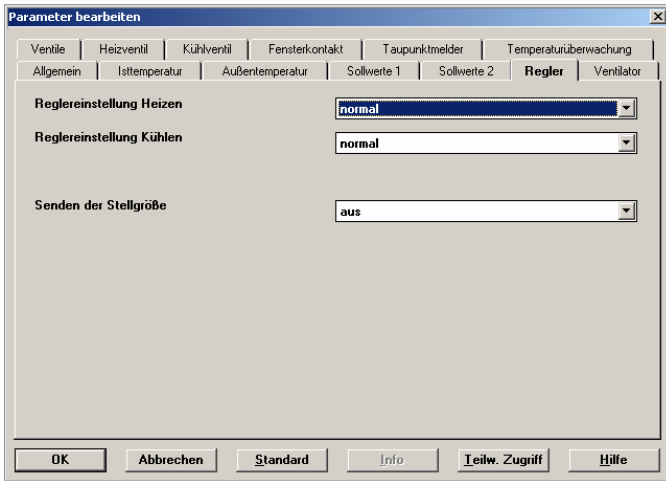 Parameter bearbeiten
Ventile Heizventil Kühlventil Fensterkontakt Taupunktmelder Temperaturüberwachung
Allgemein Isttemperatur Außentemperatur Sollwerte 1 Sollwerte 2 Regler Ventilator
Reglereinstellung Heizen normal
Reglereinstellung Kühlen normal
Senden der Stellgröße aus
OK Abbrechen Standard Info Teilw. Zugriff Hilfe